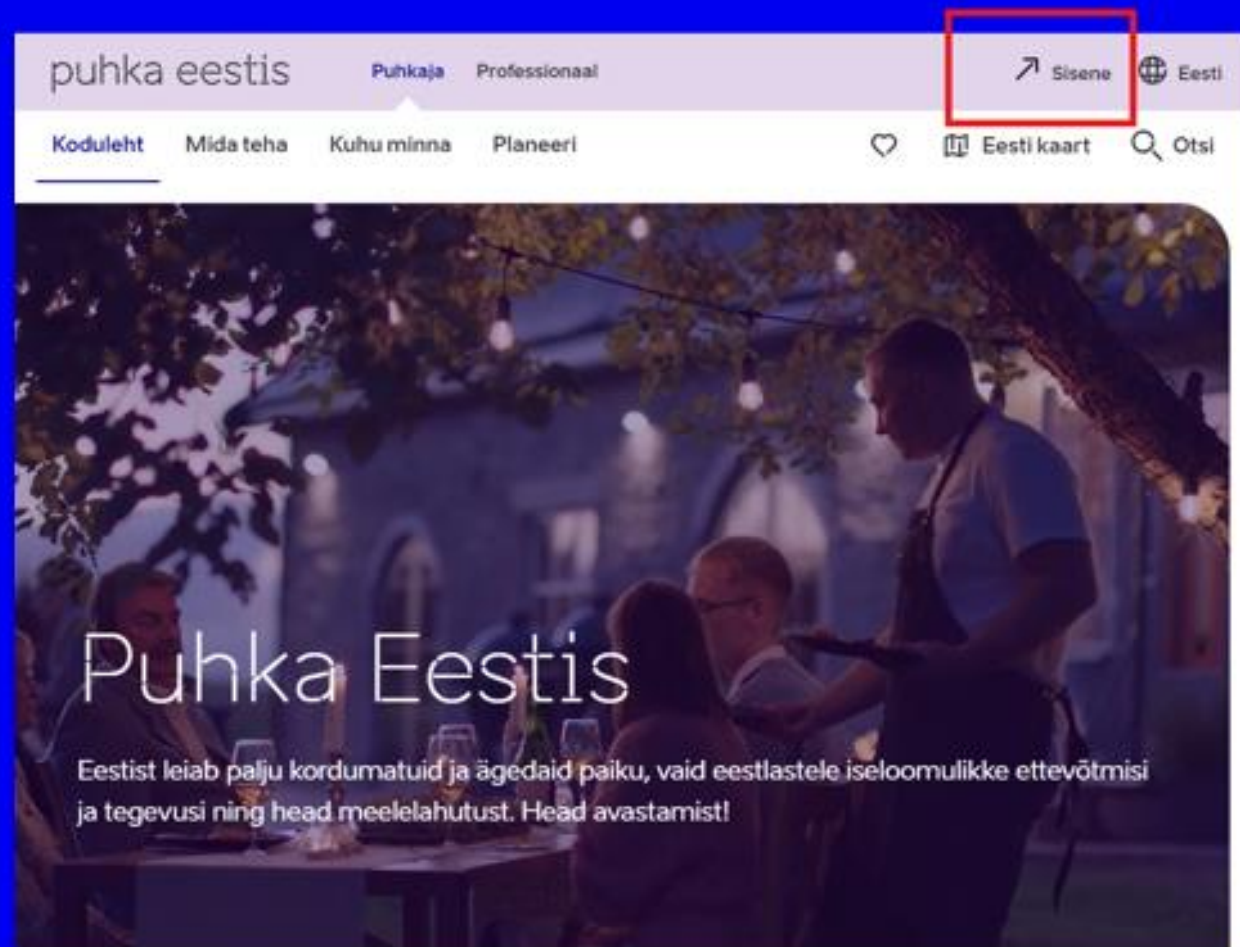 puhka eestis Puhkaja Professionaal Sisene Eesti
Koduleht Mida teha Kuhu minna Planeeri Eesti kaart Otsi
Puhka Eestis
Eestist leiab palju kordumatuid ja ägedaid paiku, vaid eestlastele iseloomulikke ettevõtmisi
ja tegevusi ning head meelelahutust. Head avastamist!